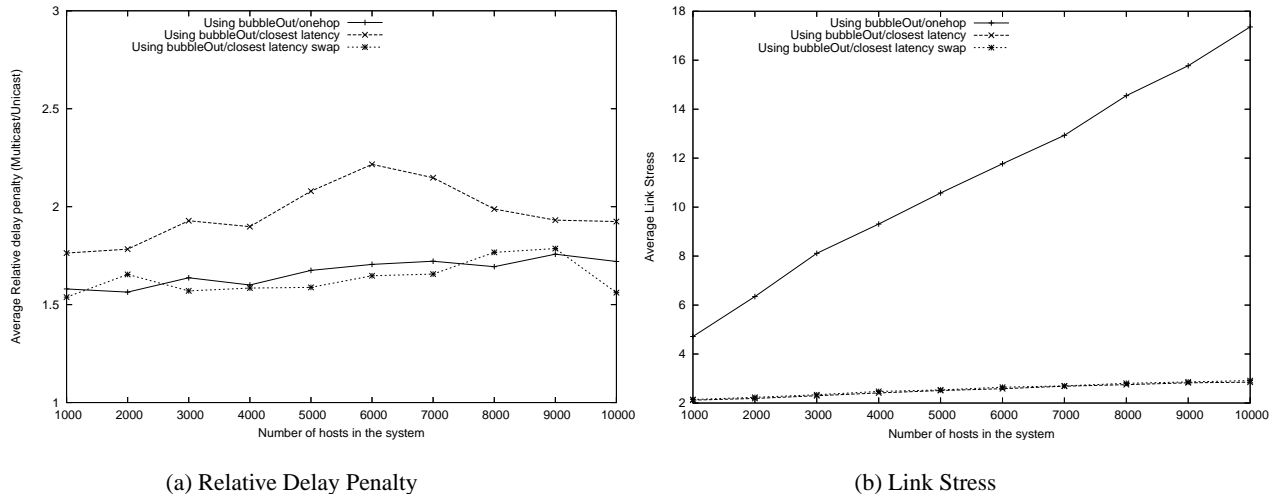 3
2.5
2
1.5
1
Average Relative delay penalty (Multicast/Unicast)
Using bubbleOut/onehop
Using bubbleOut/closest latency
Using bubbleOut/closest latency swap
1000 2000 3000 4000 5000 6000 7000 8000 9000 10000
Number of hosts in the system
(a) Relative Delay Penalty
18
16
14
12
10
8
6
4
2
Average Link Stress
Using bubbleOut/onehop
Using bubbleOut/closest latency
Using bubbleOut/closest latency swap
1000 2000 3000 4000 5000 6000 7000 8000 9000 10000
Number of hosts in the system
(b) Link Stress